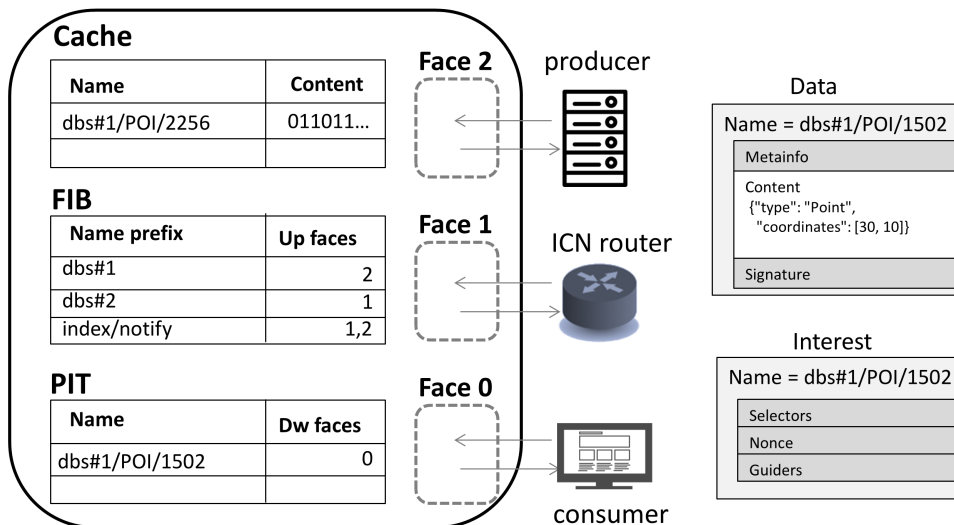 Cache
Name Content
dbs#1/POI/2256 011011...
FIB
Name prefix Up faces
dbs#1 2
dbs#2 1
index/notify 1,2
PIT
Name Dw faces
dbs#1/POI/1502 0
Face 2
producer
Face 1
ICN router
Face 0
consumer
Data
Name = dbs#1/POI/1502
Metainfo
Content
{"type": "Point",
"coordinates": [30, 10]}
Signature
Interest
Name = dbs#1/POI/1502
Selectors
Nonce
Guiders